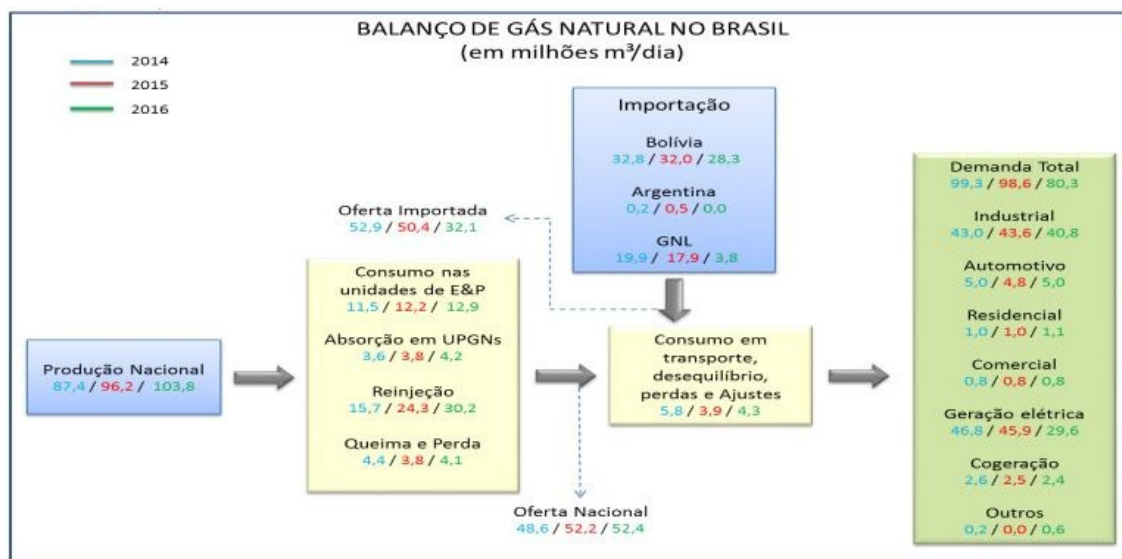 BALANÇO DE GÁS NATURAL NO BRASIL
(em milhões m³/dia)
2014
2015
2016
Importação
Bolívia
32,8 / 32,0 / 28,3
Argentina
0,2 / 0,5 / 0,0
GNL
19,9 / 17,9 / 3,8
Oferta Importada
52,9 / 50,4 / 32,1
Produção Nacional
87,4 / 96,2 / 103,8
Consumo nas
unidades de E&P
11,5 / 12,2 / 12,9
Absorção em UPGNs
3,6 / 3,8 / 4,2
Reinjeção
15,7 / 24,3 / 30,2
Queima e Perda
4,4 / 3,8 / 4,1
Oferta Nacional
48,6 / 52,2 / 52,4
Consumo em
transporte,
desequilíbrio,
perdas e Ajustes
5,8 / 3,9 / 4,3
Demanda Total
99,3 / 98,6 / 80,3
Industrial
43,0 / 43,6 / 40,8
Automotivo
5,0 / 4,8 / 5,0
Residencial
1,0 / 1,0 / 1,1
Comercial
0,8 / 0,8 / 0,8
Geração elétrica
46,8 / 45,9 / 29,6
Cogeração
2,6 / 2,5 / 2,4
Outros
0,2 / 0,0 / 0,6